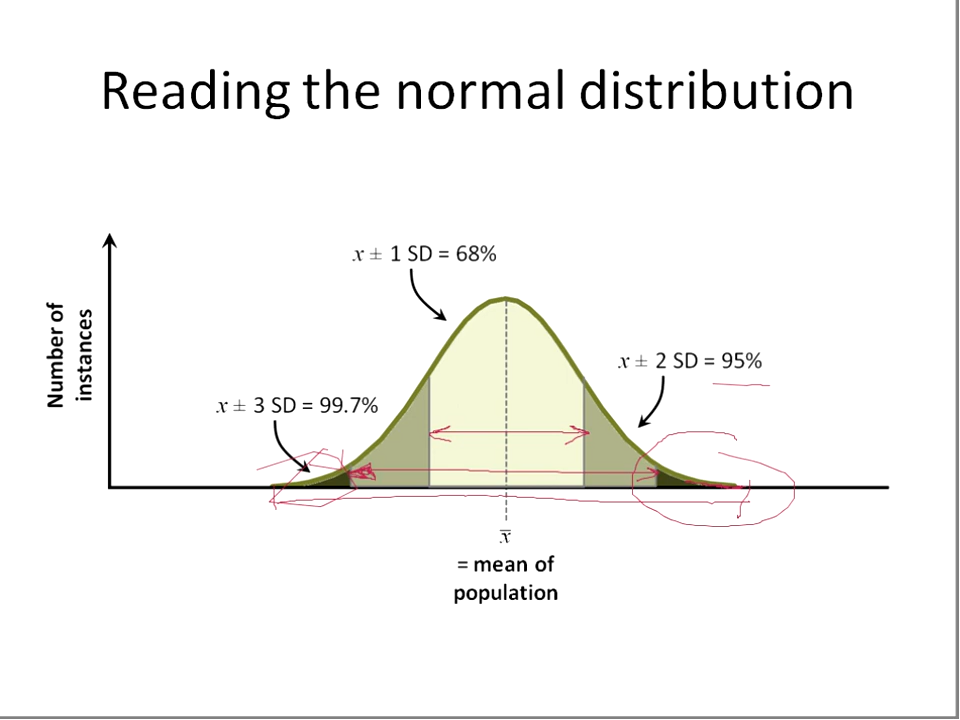 Reading the normal distribution
x ± 1 SD = 68%
Number of
instances
x ± 2 SD = 95%
x ± 3 SD = 99.7%
x̅
= mean of
population